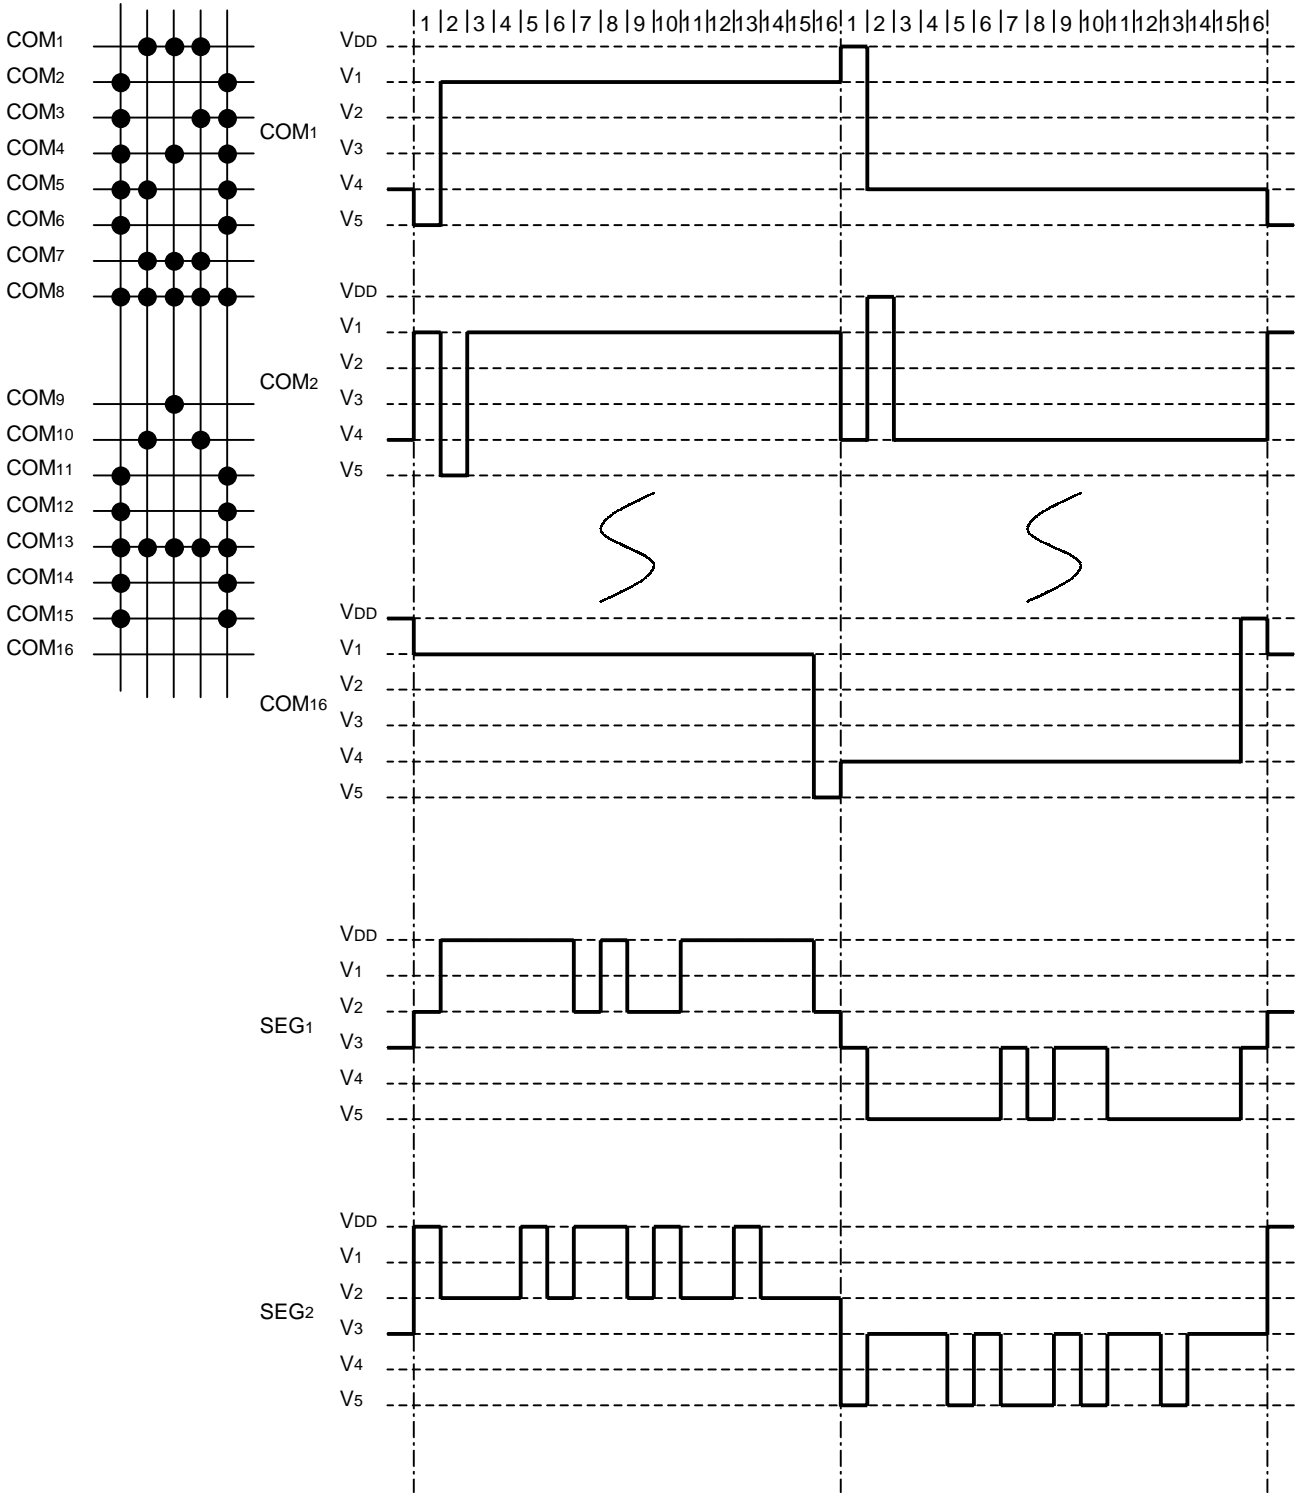 COM1
COM2
COM3
COM4
COM5
COM6
COM7
COM8
COM9
COM10
COM11
COM12
COM13
COM14
COM15
COM16
1 2 3 4 5 6 7 8 9 10 11 12 13 14 15 16 1 2 3 4 5 6 7 8 9 10 11 12 13 14 15 16
COM1
VDD
V1
V2
V3
V4
V5
COM2
VDD
V1
V2
V3
V4
V5
COM16
VDD
V1
V2
V3
V4
V5
SEG1
VDD
V1
V2
V3
V4
V5
SEG2
VDD
V1
V2
V3
V4
V5